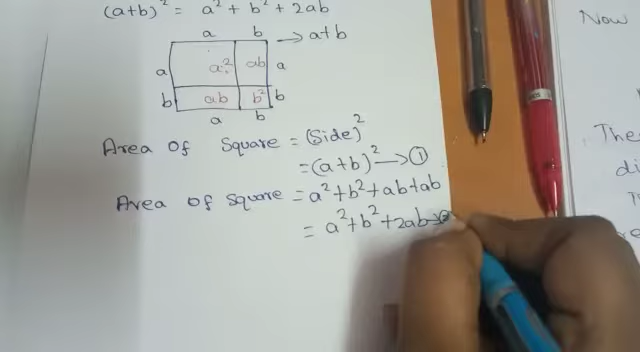 (a+b)² = a² + b² + 2ab
a b → a+b
a a² ab a
b ab b² b
a b
Area of Square = (Side)²
= (a+b)² → ①
Area of Square = a²+b²+ab+ab
= a²+b²+2ab →
Now
The
di